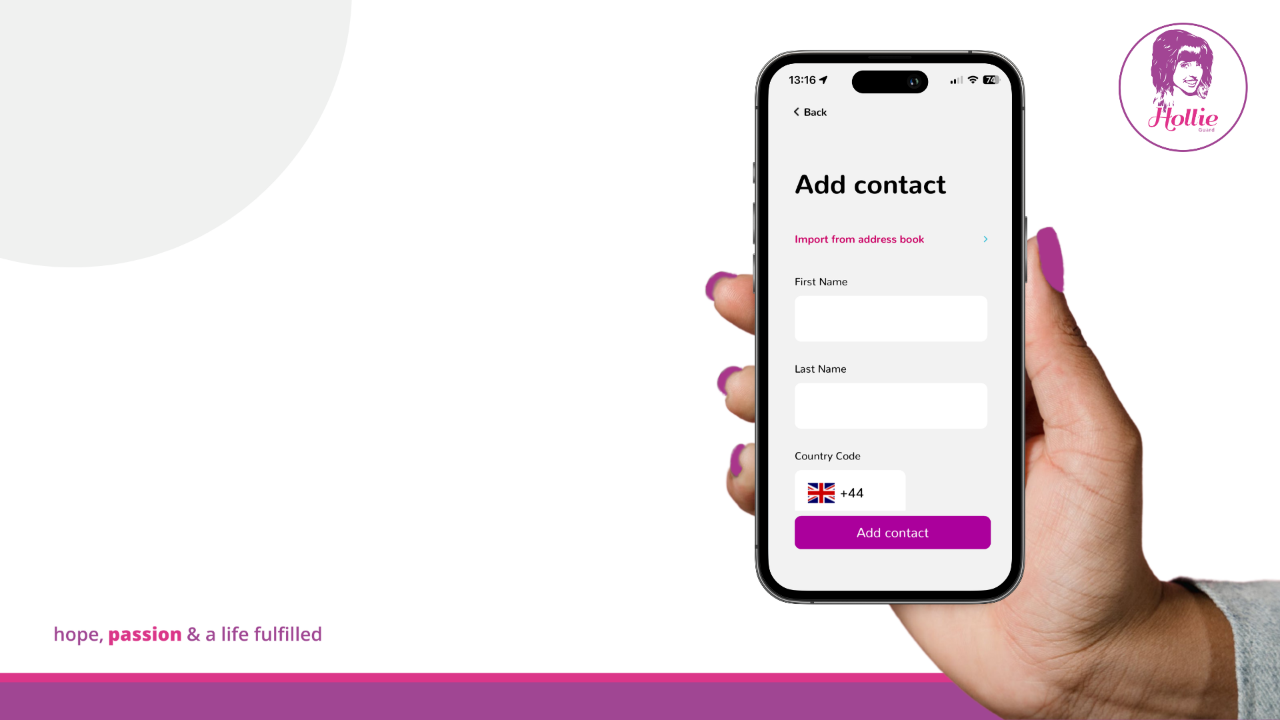 13:16
74
Back
Add contact
Import from address book
First Name
Last Name
Country Code
+44
Add contact
Hollie
Guard
hope, passion & a life fulfilled